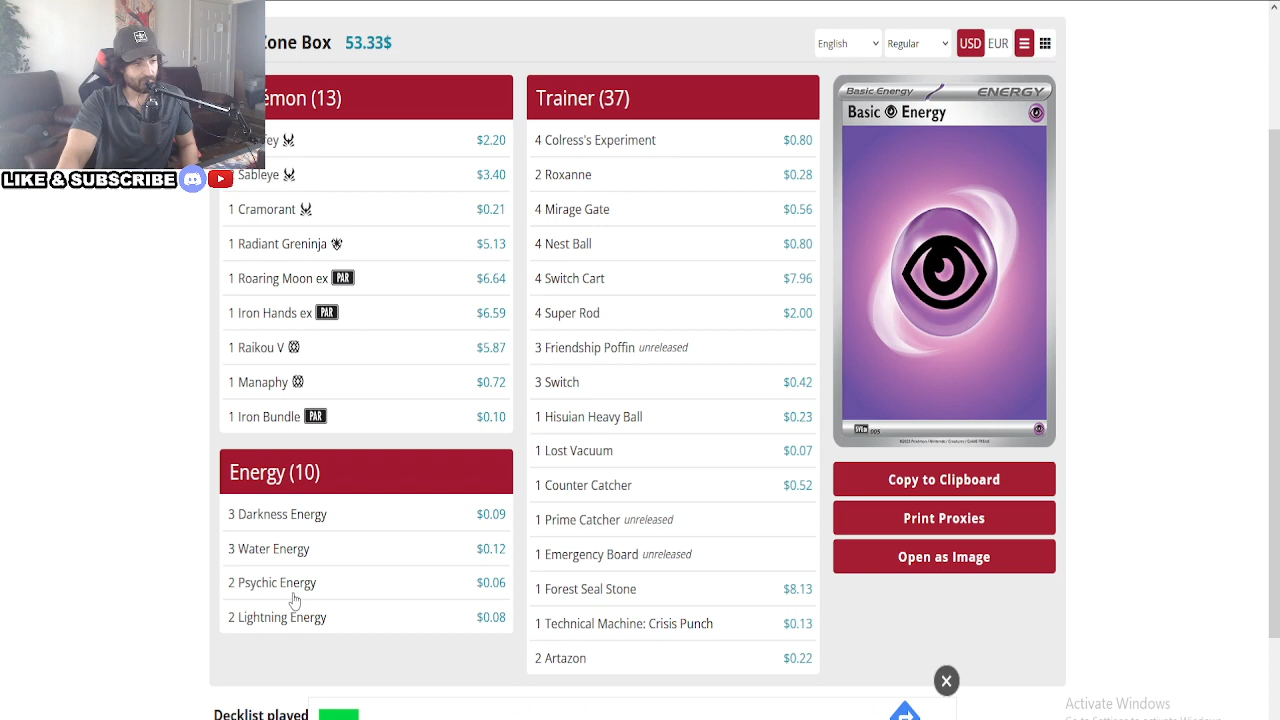 one Box 53.33$
English
Regular
USD
EUR
émon (13)
ey $2.20
Sableye $3.40
1 Cramorant $0.21
1 Radiant Greninja $5.13
1 Roaring Moon ex PAR $6.64
1 Iron Hands ex PAR $6.59
1 Raikou V $5.87
1 Manaphy $0.72
1 Iron Bundle PAR $0.10
LIKE & SUBSCRIBE
Energy (10)
3 Darkness Energy $0.09
3 Water Energy $0.12
2 Psychic Energy $0.06
2 Lightning Energy $0.08
Trainer (37)
4 Colress's Experiment $0.80
2 Roxanne $0.28
4 Mirage Gate $0.56
4 Nest Ball $0.80
4 Switch Cart $7.96
4 Super Rod $2.00
3 Friendship Poffin unreleased
3 Switch $0.42
1 Hisuian Heavy Ball $0.23
1 Lost Vacuum $0.07
1 Counter Catcher $0.52
1 Prime Catcher unreleased
1 Emergency Board unreleased
1 Forest Seal Stone $8.13
1 Technical Machine: Crisis Punch $0.13
2 Artazon $0.22
Basic Energy ENERGY
Basic Energy
Copy to Clipboard
Print Proxies
Open as Image
Decklist played
Activate Windows